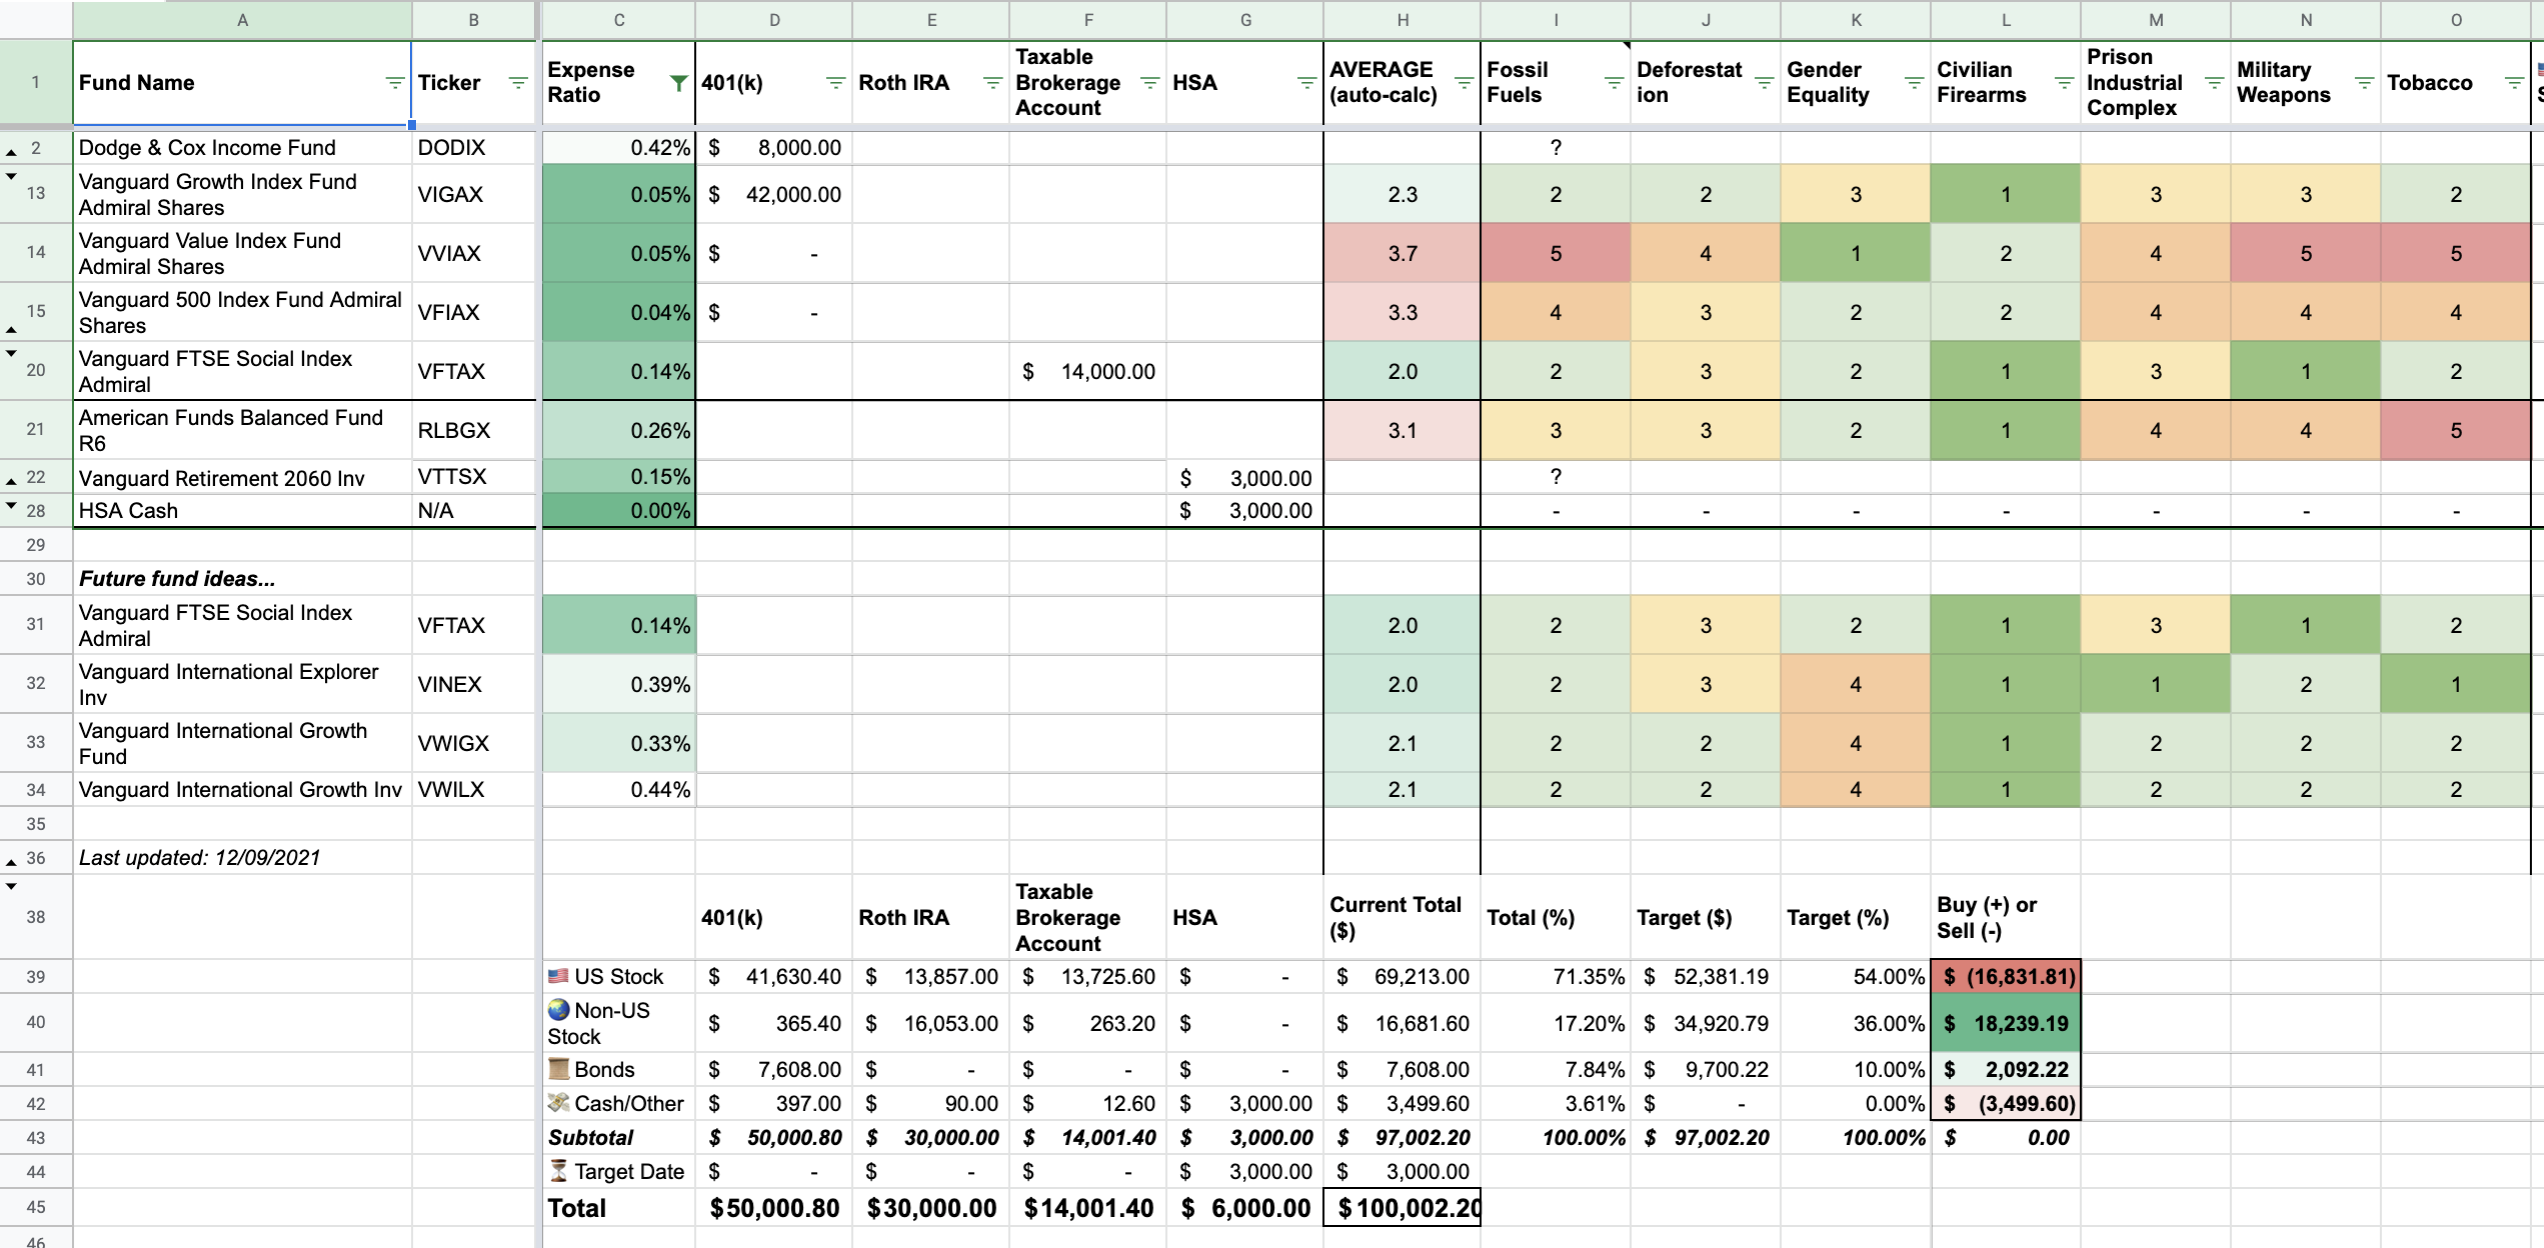 A B C D E F G H I J K L M N O
1 Fund Name Ticker Expense Ratio 401(k) Roth IRA Taxable Brokerage Account HSA AVERAGE (auto-calc) Fossil Fuels Deforestation Gender Equality Civilian Firearms Prison Industrial Complex Military Weapons Tobacco
2 Dodge & Cox Income Fund DODIX 0.42% $ 8,000.00 ?
13 Vanguard Growth Index Fund Admiral Shares VIGAX 0.05% $ 42,000.00 2.3 2 2 3 1 3 3 2
14 Vanguard Value Index Fund Admiral Shares VVIAX 0.05% $ - 3.7 5 4 1 2 4 5 5
15 Vanguard 500 Index Fund Admiral Shares VFIAX 0.04% $ - 3.3 4 3 2 2 4 4 4
20 Vanguard FTSE Social Index Admiral VFTAX 0.14% $ 14,000.00 2.0 2 3 2 1 3 1 2
21 American Funds Balanced Fund R6 RLBGX 0.26% 3.1 3 3 2 1 4 4 5
22 Vanguard Retirement 2060 Inv VTTSX 0.15% $ 3,000.00 ?
28 HSA Cash N/A 0.00% $ 3,000.00 - - - - - - -
29
30 Future fund ideas...
31 Vanguard FTSE Social Index Admiral VFTAX 0.14% 2.0 2 3 2 1 3 1 2
32 Vanguard International Explorer Inv VINEX 0.39% 2.0 2 3 4 1 1 2 1
33 Vanguard International Growth Fund VWIGX 0.33% 2.1 2 2 4 1 2 2 2
34 Vanguard International Growth Inv VWILX 0.44% 2.1 2 2 4 1 2 2 2
35
36 Last updated: 12/09/2021
38 401(k) Roth IRA Taxable Brokerage Account HSA Current Total ($) Total (%) Target ($) Target (%) Buy (+) or Sell (-)
39 US Stock $ 41,630.40 $ 13,857.00 $ 13,725.60 $ - $ 69,213.00 71.35% $ 52,381.19 54.00% $ (16,831.81)
40 Non-US Stock $ 365.40 $ 16,053.00 $ 263.20 $ - $ 16,681.60 17.20% $ 34,920.79 36.00% $ 18,239.19
41 Bonds $ 7,608.00 $ - $ - $ - $ 7,608.00 7.84% $ 9,700.22 10.00% $ 2,092.22
42 Cash/Other $ 397.00 $ 90.00 $ 12.60 $ 3,000.00 $ 3,499.60 3.61% $ - 0.00% $ (3,499.60)
43 Subtotal $ 50,000.80 $ 30,000.00 $ 14,001.40 $ 3,000.00 $ 97,002.20 100.00% $ 97,002.20 100.00% $ 0.00
44 Target Date $ - $ - $ - $ 3,000.00 $ 3,000.00
45 Total $50,000.80 $30,000.00 $14,001.40 $ 6,000.00 $100,002.20
46